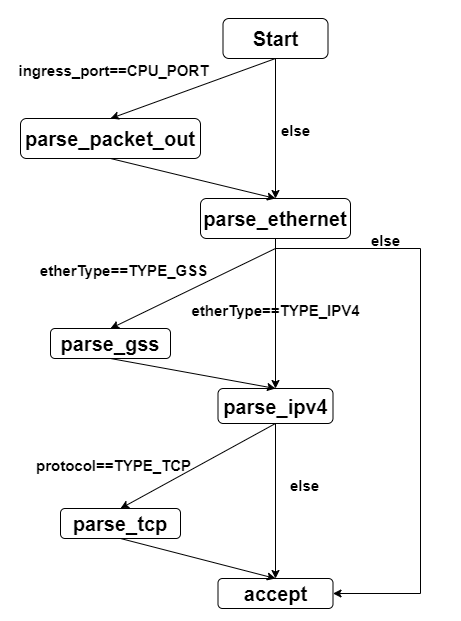 Start
ingress_port==CPU_PORT
else
parse_packet_out
parse_ethernet
else
etherType==TYPE_GSS
etherType==TYPE_IPV4
parse_gss
parse_ipv4
protocol==TYPE_TCP
else
parse_tcp
accept